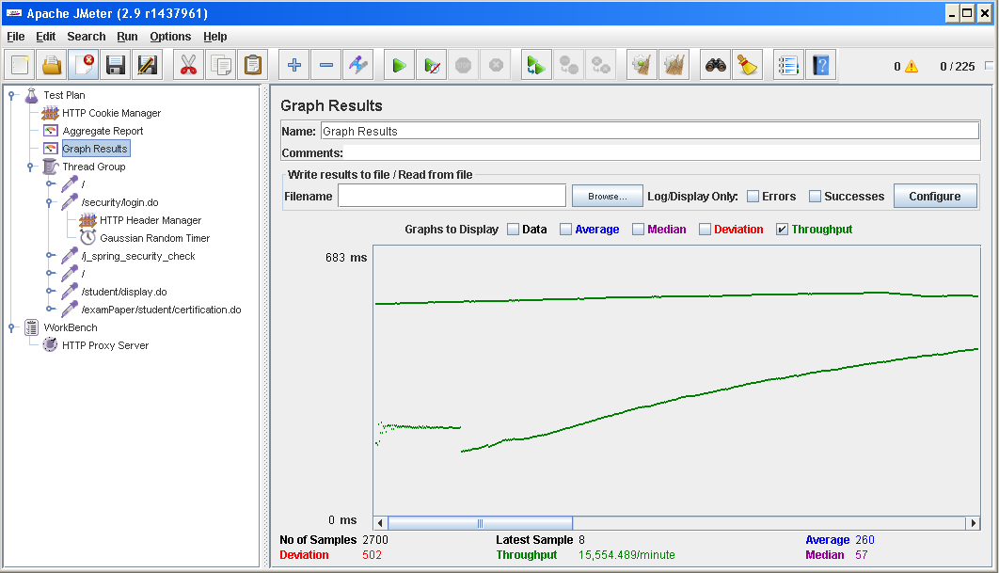 Apache JMeter (2.9 r1437961)
File Edit Search Run Options Help
0 0 / 225
Test Plan
HTTP Cookie Manager
Aggregate Report
Graph Results
Thread Group
/
/security/login.do
HTTP Header Manager
Gaussian Random Timer
/j_spring_security_check
/
/student/display.do
/examPaper/student/certification.do
WorkBench
HTTP Proxy Server
Graph Results
Name: Graph Results
Comments:
Write results to file / Read from file
Filename Browse... Log/Display Only: Errors Successes Configure
Graphs to Display Data Average Median Deviation Throughput
683 ms
0 ms
No of Samples 2700 Latest Sample 8 Average 260
Deviation 502 Throughput 15,554.489/minute Median 57